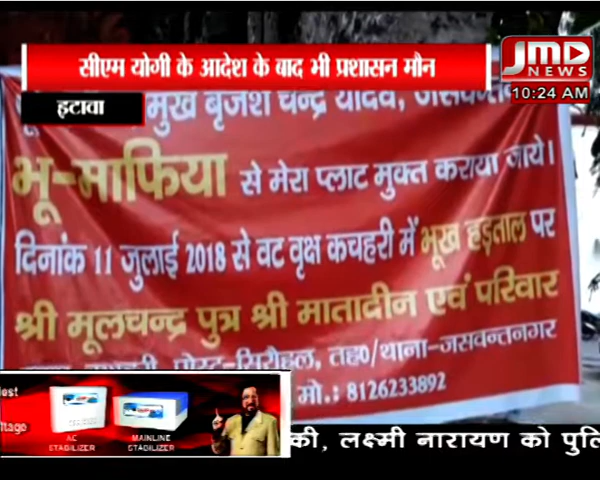 सीएम योगी के आदेश के बाद भी प्रशासन मौन
JMD
NEWS
10:24 AM
इटावा
मुख बृजेश चन्द्र यादव,
भू-माफिया से मेरा प्लाट मुक्त कराया जाये।
दिनांक 11 जुलाई 2018 से वट वृक्ष कचहरी में भूख हड़ताल पर
श्री मूलचन्द्र पुत्र श्री मातादीन एवं परिवार
पोस्ट-सिरौहल, तह०/थाना-जसवन्तनगर
मो.: 8126233892
AC
STABILIZER
MAINLINE
STABILIZER
की, लक्ष्मी नारायण को पुलि